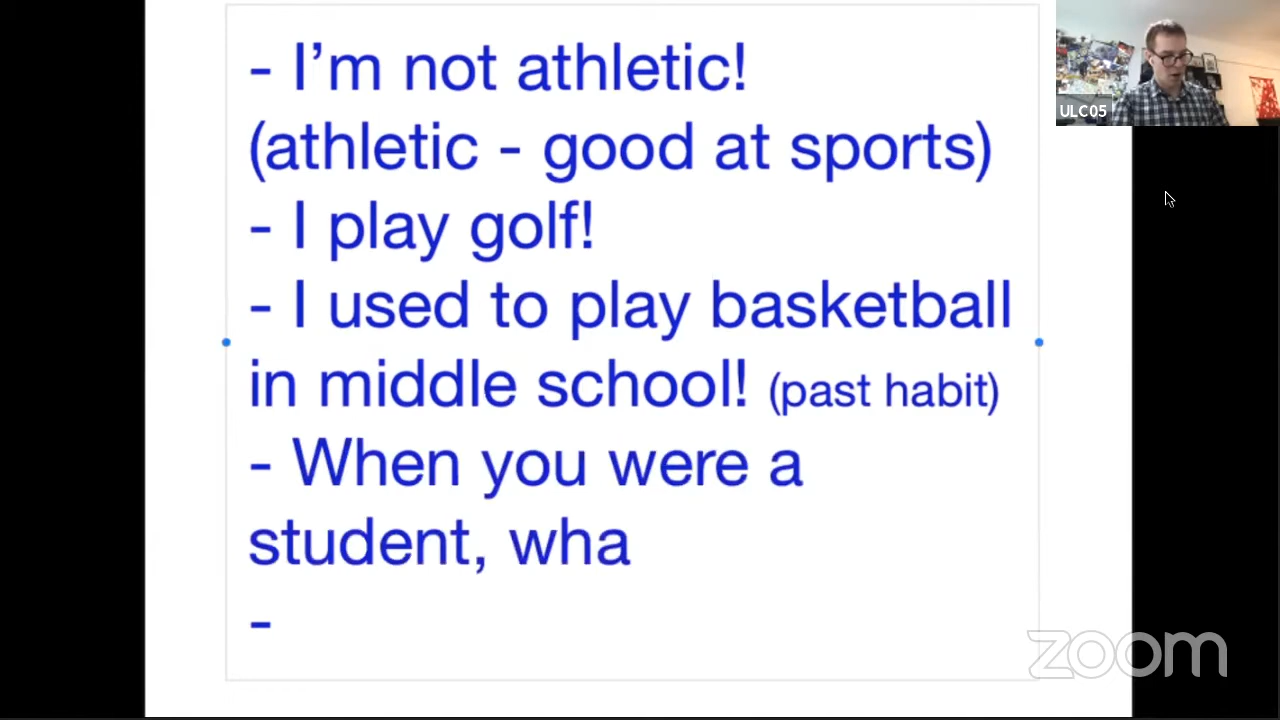 - I'm not athletic!
(athletic - good at sports)
- I play golf!
- I used to play basketball
in middle school! (past habit)
- When you were a
student, wha
-
ULC05
zoom